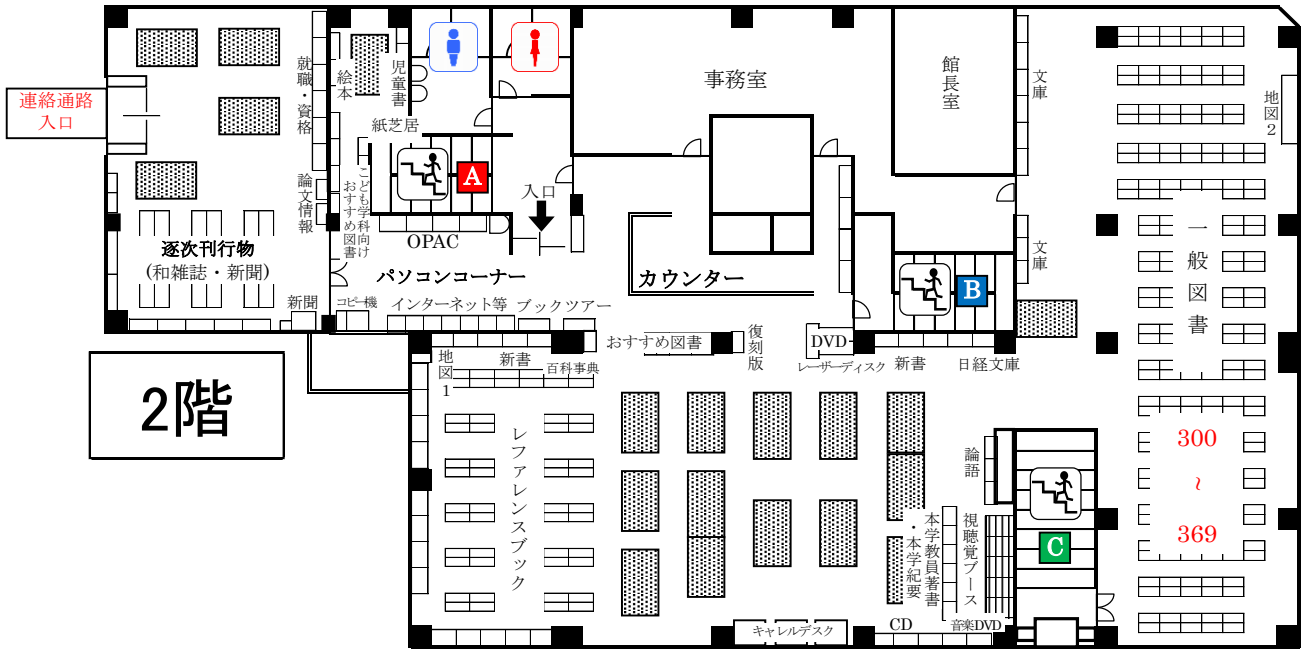 連絡通路
入口
就職・資格
絵本
児童書
紙芝居
事務室
館長室
文庫
地図2
A
論文情報
こども学科向け
おすすめ図書
入口
OPAC
逐次刊行物
(和雑誌・新聞)
パソコンコーナー
カウンター
文庫
B
一般図書
新聞
コピー機
インターネット等
ブックツアー
2階
地図1
新書
百科事典
おすすめ図書
復刻版
DVD
レーザーディスク
新書
日経文庫
レファレンスブック
論語
300
~
369
本学教員著書
・本学紀要
視聴覚ブース
C
キャレルデスク
CD
音楽DVD